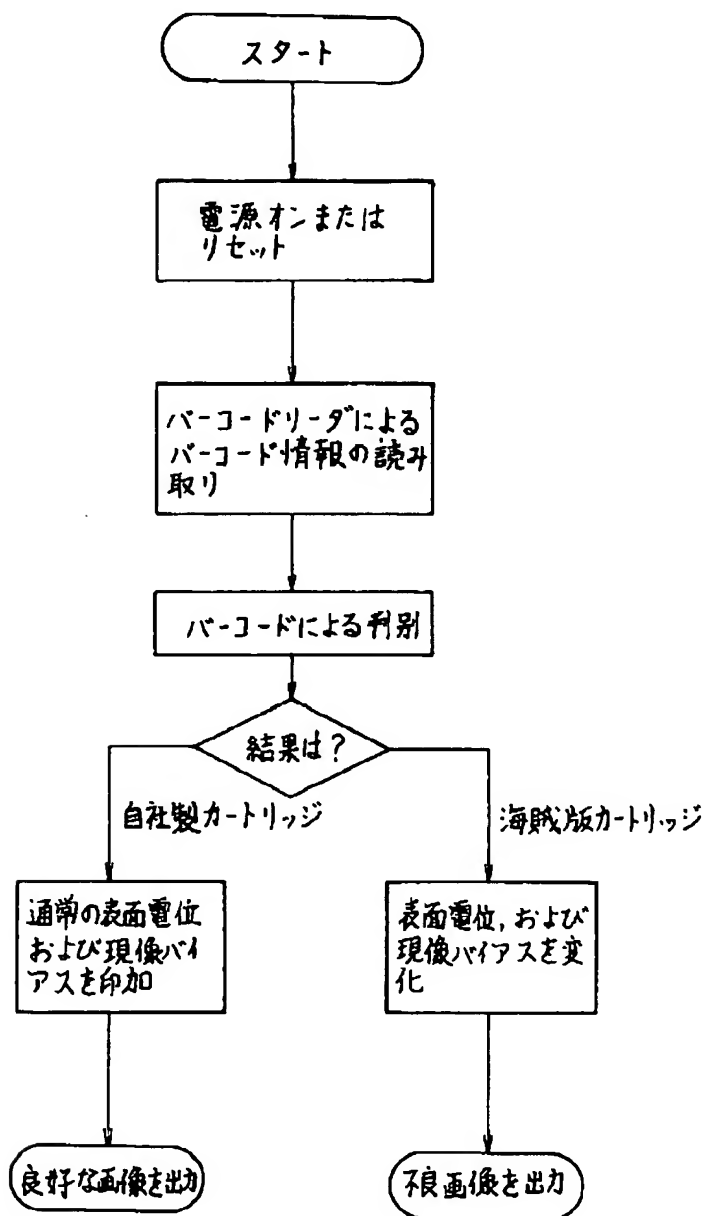 スタート
電源オンまたは
リセット
バーコードリーダによる
バーコード情報の読み
取り
バーコードによる判別
結果は?
自社製カートリッジ
海賊版カートリッジ
通常の表面電位
および現像バイ
アスを印加
表面電位,および
現像バイアスを変
化
良好な画像を出力
不良画像を出力